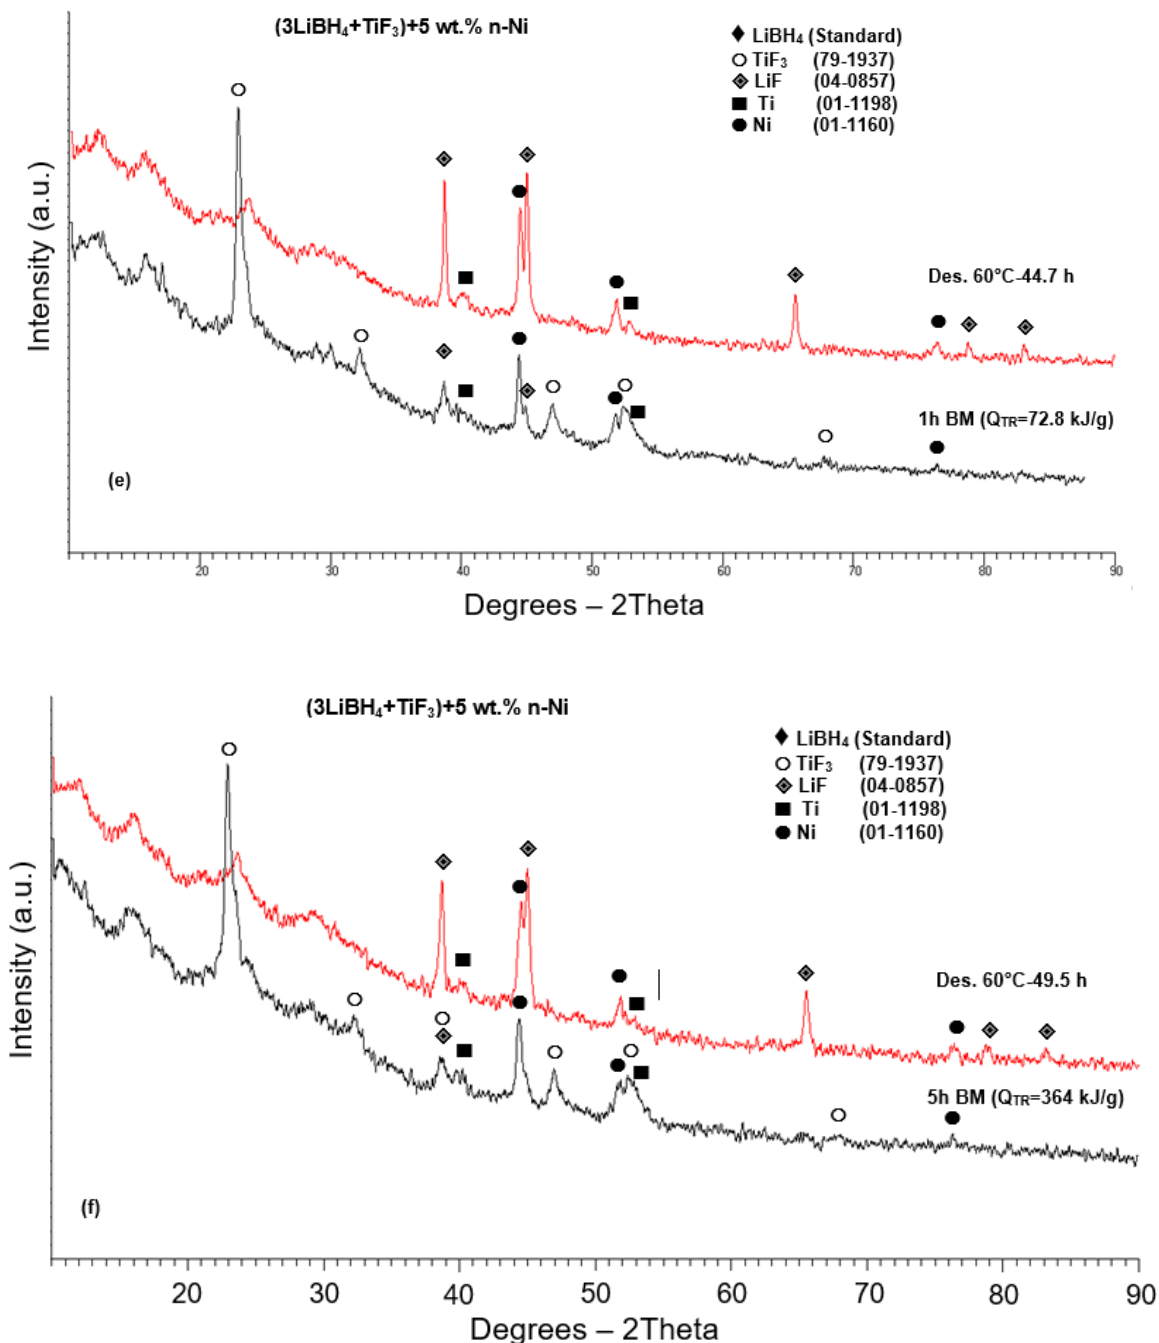 (3LiBH₄+TiF₃)+5 wt.% n-Ni
LiBH₄ (Standard)
TiF₃ (79-1937)
LiF (04-0857)
Ti (01-1198)
Ni (01-1160)
Intensity (a.u.)
Des. 60°C-44.7 h
1h BM (QTR=72.8 kJ/g)
(e)
20 30 40 50 60 70 80 90
Degrees – 2Theta
(3LiBH₄+TiF₃)+5 wt.% n-Ni
LiBH₄ (Standard)
TiF₃ (79-1937)
LiF (04-0857)
Ti (01-1198)
Ni (01-1160)
Intensity (a.u.)
Des. 60°C-49.5 h
5h BM (QTR=364 kJ/g)
(f)
20 30 40 50 60 70 80 90
Degrees – 2Theta